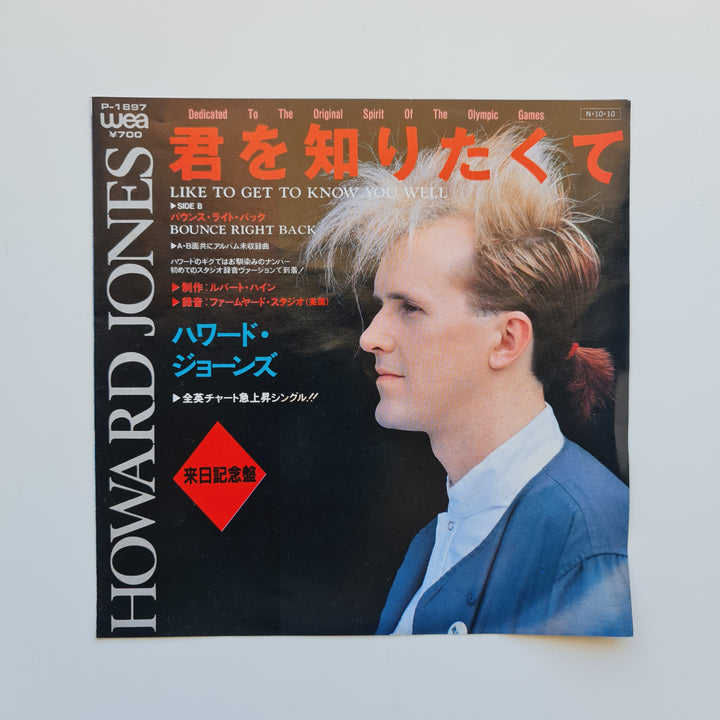 P-1897
wea
¥700
Dedicated To The Original Spirit Of The Olympic Games
N・10・10
君を知りたくて
LIKE TO GET TO KNOW YOU WELL
▶SIDE B
バウンス・ライト・バック
BOUNCE RIGHT BACK
▶A・B面共にアルバム未収録曲
ハワードのギグではお馴染みのナンバー
初めてのスタジオ録音ヴァージョンで到着!
▶制作：ルパート・ハイン
▶録音：ファームヤード・スタジオ(英国)
ハワード・
ジョーンズ
▶全英チャート急上昇シングル!!
来日記念盤
HOWARD JONES